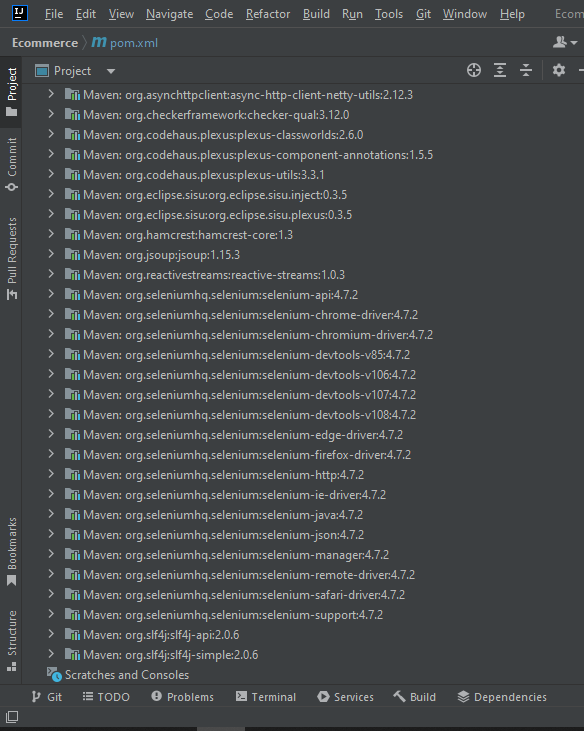 IJ File Edit View Navigate Code Refactor Build Run Tools Git Window Help Ecom
Ecommerce m pom.xml
Project
Project
Maven: org.asynchttpclient:async-http-client-netty-utils:2.12.3
Maven: org.checkerframework:checker-qual:3.12.0
Maven: org.codehaus.plexus:plexus-classworlds:2.6.0
Maven: org.codehaus.plexus:plexus-component-annotations:1.5.5
Maven: org.codehaus.plexus:plexus-utils:3.3.1
Maven: org.eclipse.sisu:org.eclipse.sisu.inject:0.3.5
Maven: org.eclipse.sisu:org.eclipse.sisu.plexus:0.3.5
Maven: org.hamcrest:hamcrest-core:1.3
Maven: org.jsoup:jsoup:1.15.3
Maven: org.reactivestreams:reactive-streams:1.0.3
Maven: org.seleniumhq.selenium:selenium-api:4.7.2
Maven: org.seleniumhq.selenium:selenium-chrome-driver:4.7.2
Maven: org.seleniumhq.selenium:selenium-chromium-driver:4.7.2
Maven: org.seleniumhq.selenium:selenium-devtools-v85:4.7.2
Maven: org.seleniumhq.selenium:selenium-devtools-v106:4.7.2
Maven: org.seleniumhq.selenium:selenium-devtools-v107:4.7.2
Maven: org.seleniumhq.selenium:selenium-devtools-v108:4.7.2
Maven: org.seleniumhq.selenium:selenium-edge-driver:4.7.2
Maven: org.seleniumhq.selenium:selenium-firefox-driver:4.7.2
Maven: org.seleniumhq.selenium:selenium-http:4.7.2
Maven: org.seleniumhq.selenium:selenium-ie-driver:4.7.2
Maven: org.seleniumhq.selenium:selenium-java:4.7.2
Maven: org.seleniumhq.selenium:selenium-json:4.7.2
Maven: org.seleniumhq.selenium:selenium-manager:4.7.2
Maven: org.seleniumhq.selenium:selenium-remote-driver:4.7.2
Maven: org.seleniumhq.selenium:selenium-safari-driver:4.7.2
Maven: org.seleniumhq.selenium:selenium-support:4.7.2
Maven: org.slf4j:slf4j-api:2.0.6
Maven: org.slf4j:slf4j-simple:2.0.6
Scratches and Consoles
Commit
Pull Requests
Bookmarks
Structure
Git TODO Problems Terminal Services Build Dependencies